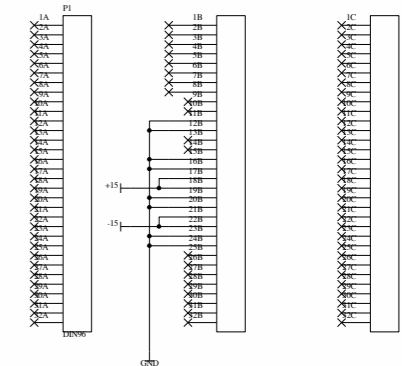 P1
1A
2A
3A
4A
5A
6A
7A
8A
9A
10A
11A
12A
13A
14A
15A
16A
17A
18A
19A
20A
21A
22A
23A
24A
25A
26A
27A
28A
29A
30A
31A
32A
DIN96
+15
-15
GND
1B
2B
3B
4B
5B
6B
7B
8B
9B
10B
11B
12B
13B
14B
15B
16B
17B
18B
19B
20B
21B
22B
23B
24B
25B
26B
27B
28B
29B
30B
31B
32B
1C
2C
3C
4C
5C
6C
7C
8C
9C
10C
11C
12C
13C
14C
15C
16C
17C
18C
19C
20C
21C
22C
23C
24C
25C
26C
27C
28C
29C
30C
31C
32C